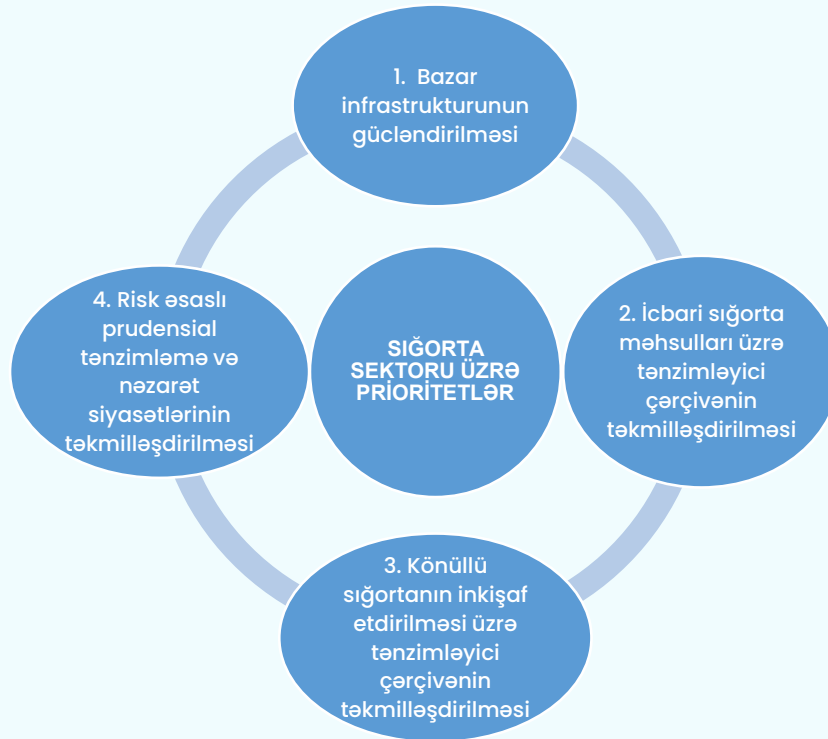 1. Bazar
infrastrukturunun
gücləndirilməsi
2. İcbari sığorta
məhsulları üzrə
tənzimləyici
çərçivənin
təkmilləşdirilməsi
3. Könüllü
sığortanın inkişaf
etdirilməsi üzrə
tənzimləyici
çərçivənin
təkmilləşdirilməsi
4. Risk əsaslı
prudensial
tənzimləmə və
nəzarət
siyasətlərinin
təkmilləşdirilməsi
SIĞORTA
SEKTORU ÜZRƏ
PRİORİTETLƏR